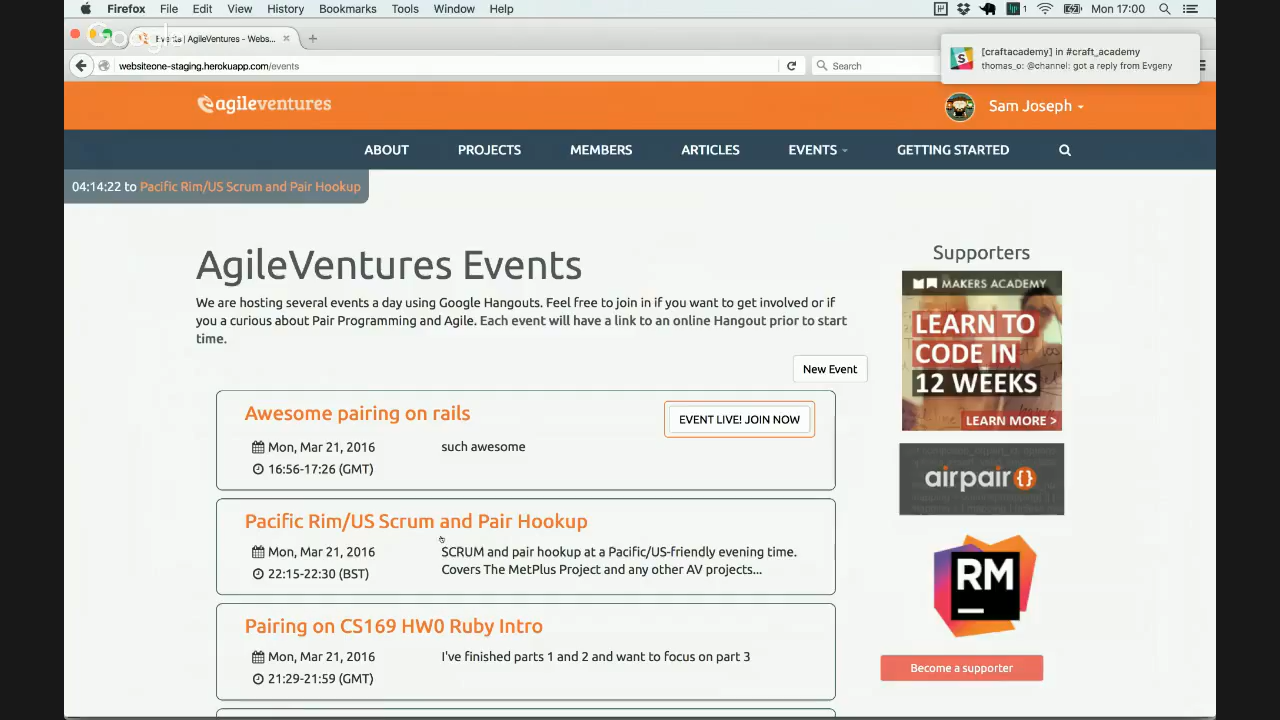 Firefox File Edit View History Bookmarks Tools Window Help
1 Mon 17:00
Google
Events | AgileVentures - Webs...
websiteone-staging.herokuapp.com/events
Search
[craftacademy] in #craft_academy
thomas_o: @channel: got a reply from Evgeny
agileventures
Sam Joseph
ABOUT PROJECTS MEMBERS ARTICLES EVENTS GETTING STARTED
04:14:22 to Pacific Rim/US Scrum and Pair Hookup
AgileVentures Events
We are hosting several events a day using Google Hangouts. Feel free to join in if you want to get involved or if
you a curious about Pair Programming and Agile. Each event will have a link to an online Hangout prior to start
time.
New Event
Awesome pairing on rails
EVENT LIVE! JOIN NOW
Mon, Mar 21, 2016
such awesome
16:56-17:26 (GMT)
Pacific Rim/US Scrum and Pair Hookup
Mon, Mar 21, 2016
SCRUM and pair hookup at a Pacific/US-friendly evening time.
Covers The MetPlus Project and any other AV projects...
22:15-22:30 (BST)
Pairing on CS169 HW0 Ruby Intro
Mon, Mar 21, 2016
I've finished parts 1 and 2 and want to focus on part 3
21:29-21:59 (GMT)
Supporters
MAKERS ACADEMY
LEARN TO
CODE IN
12 WEEKS
LEARN MORE >
airpair{}
RM
Become a supporter